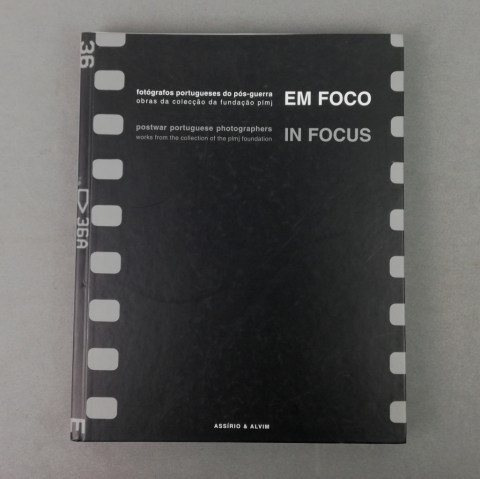 fotógrafos portugueses do pós-guerra
obras da colecção da fundação plmj
EM FOCO
postwar portuguese photographers
works from the collection of the plmj foundation
IN FOCUS
36
36A
E
ASSÍRIO & ALVIM